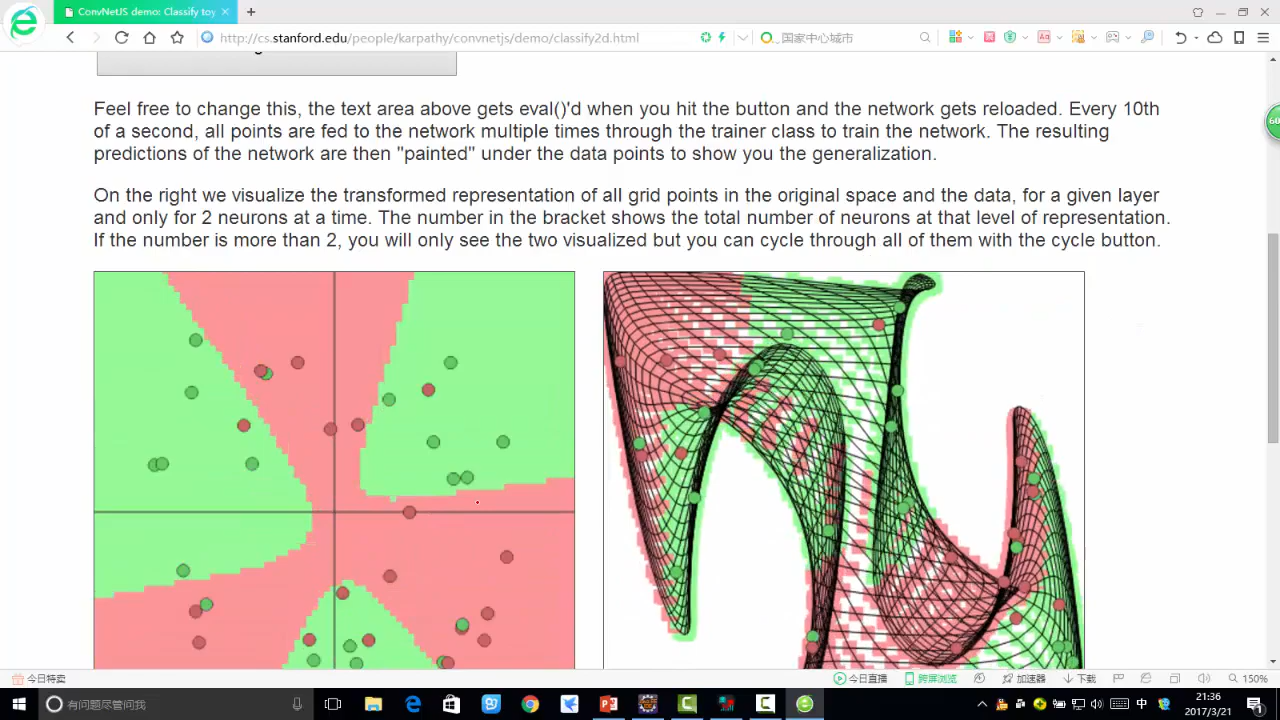 ConvNetJS demo: Classify toy
http://cs.stanford.edu/people/karpathy/convnetjs/demo/classify2d.html
国家中心城市
Feel free to change this, the text area above gets eval()'d when you hit the button and the network gets reloaded. Every 10th
of a second, all points are fed to the network multiple times through the trainer class to train the network. The resulting
predictions of the network are then "painted" under the data points to show you the generalization.
On the right we visualize the transformed representation of all grid points in the original space and the data, for a given layer
and only for 2 neurons at a time. The number in the bracket shows the total number of neurons at that level of representation.
If the number is more than 2, you will only see the two visualized but you can cycle through all of them with the cycle button.
60
今日特卖
今日直播
跨屏浏览
加速器
下载
150%
有问题尽管问我
中
21:36
2017/3/21